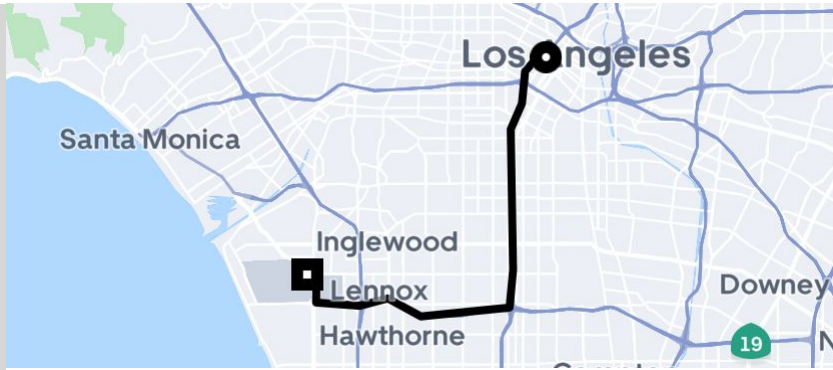 Los Angeles
Santa Monica
Inglewood
Lennox
Downey
Hawthorne
19